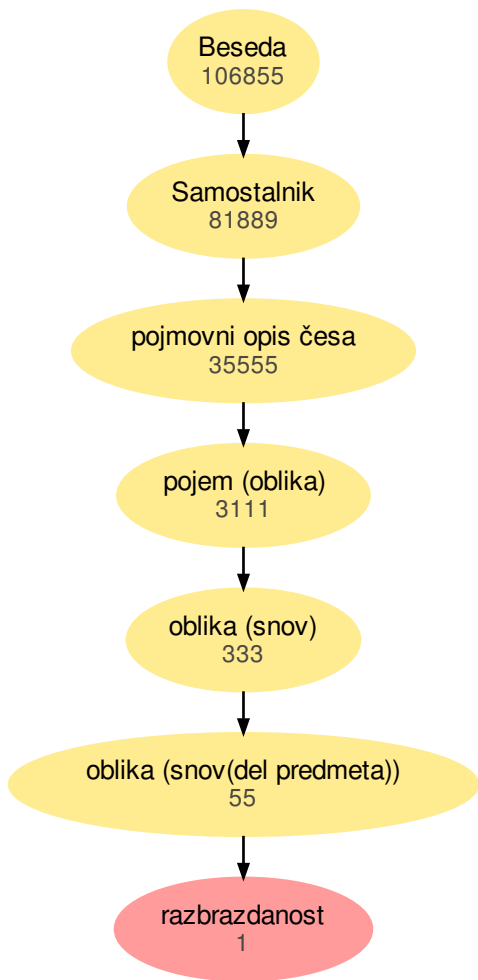 Beseda
106855
Samostalnik
81889
pojmovni opis česa
35555
pojem (oblika)
3111
oblika (snov)
333
oblika (snov(del predmeta))
55
razbrazdanost
1